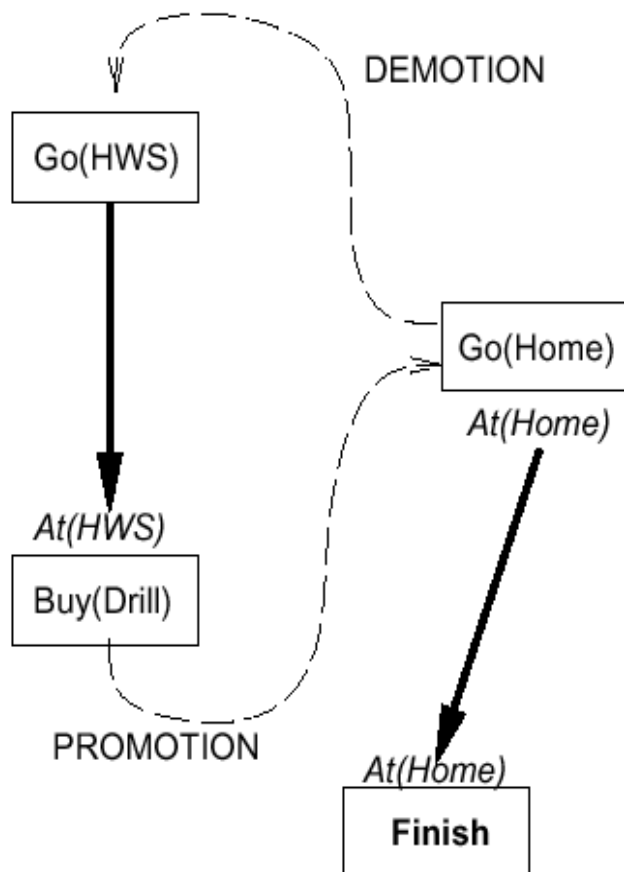 DEMOTION
Go(HWS)
Go(Home)
At(Home)
At(HWS)
Buy(Drill)
PROMOTION
At(Home)
Finish